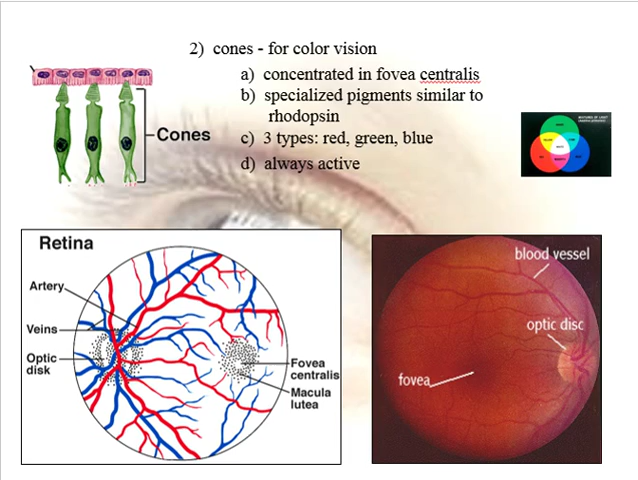 2) cones - for color vision
a) concentrated in fovea centralis
b) specialized pigments similar to
rhodopsin
c) 3 types: red, green, blue
d) always active
Cones
Retina
Artery
Veins
Optic
disk
Fovea
centralis
Macula
lutea
blood vessel
optic disc
fovea